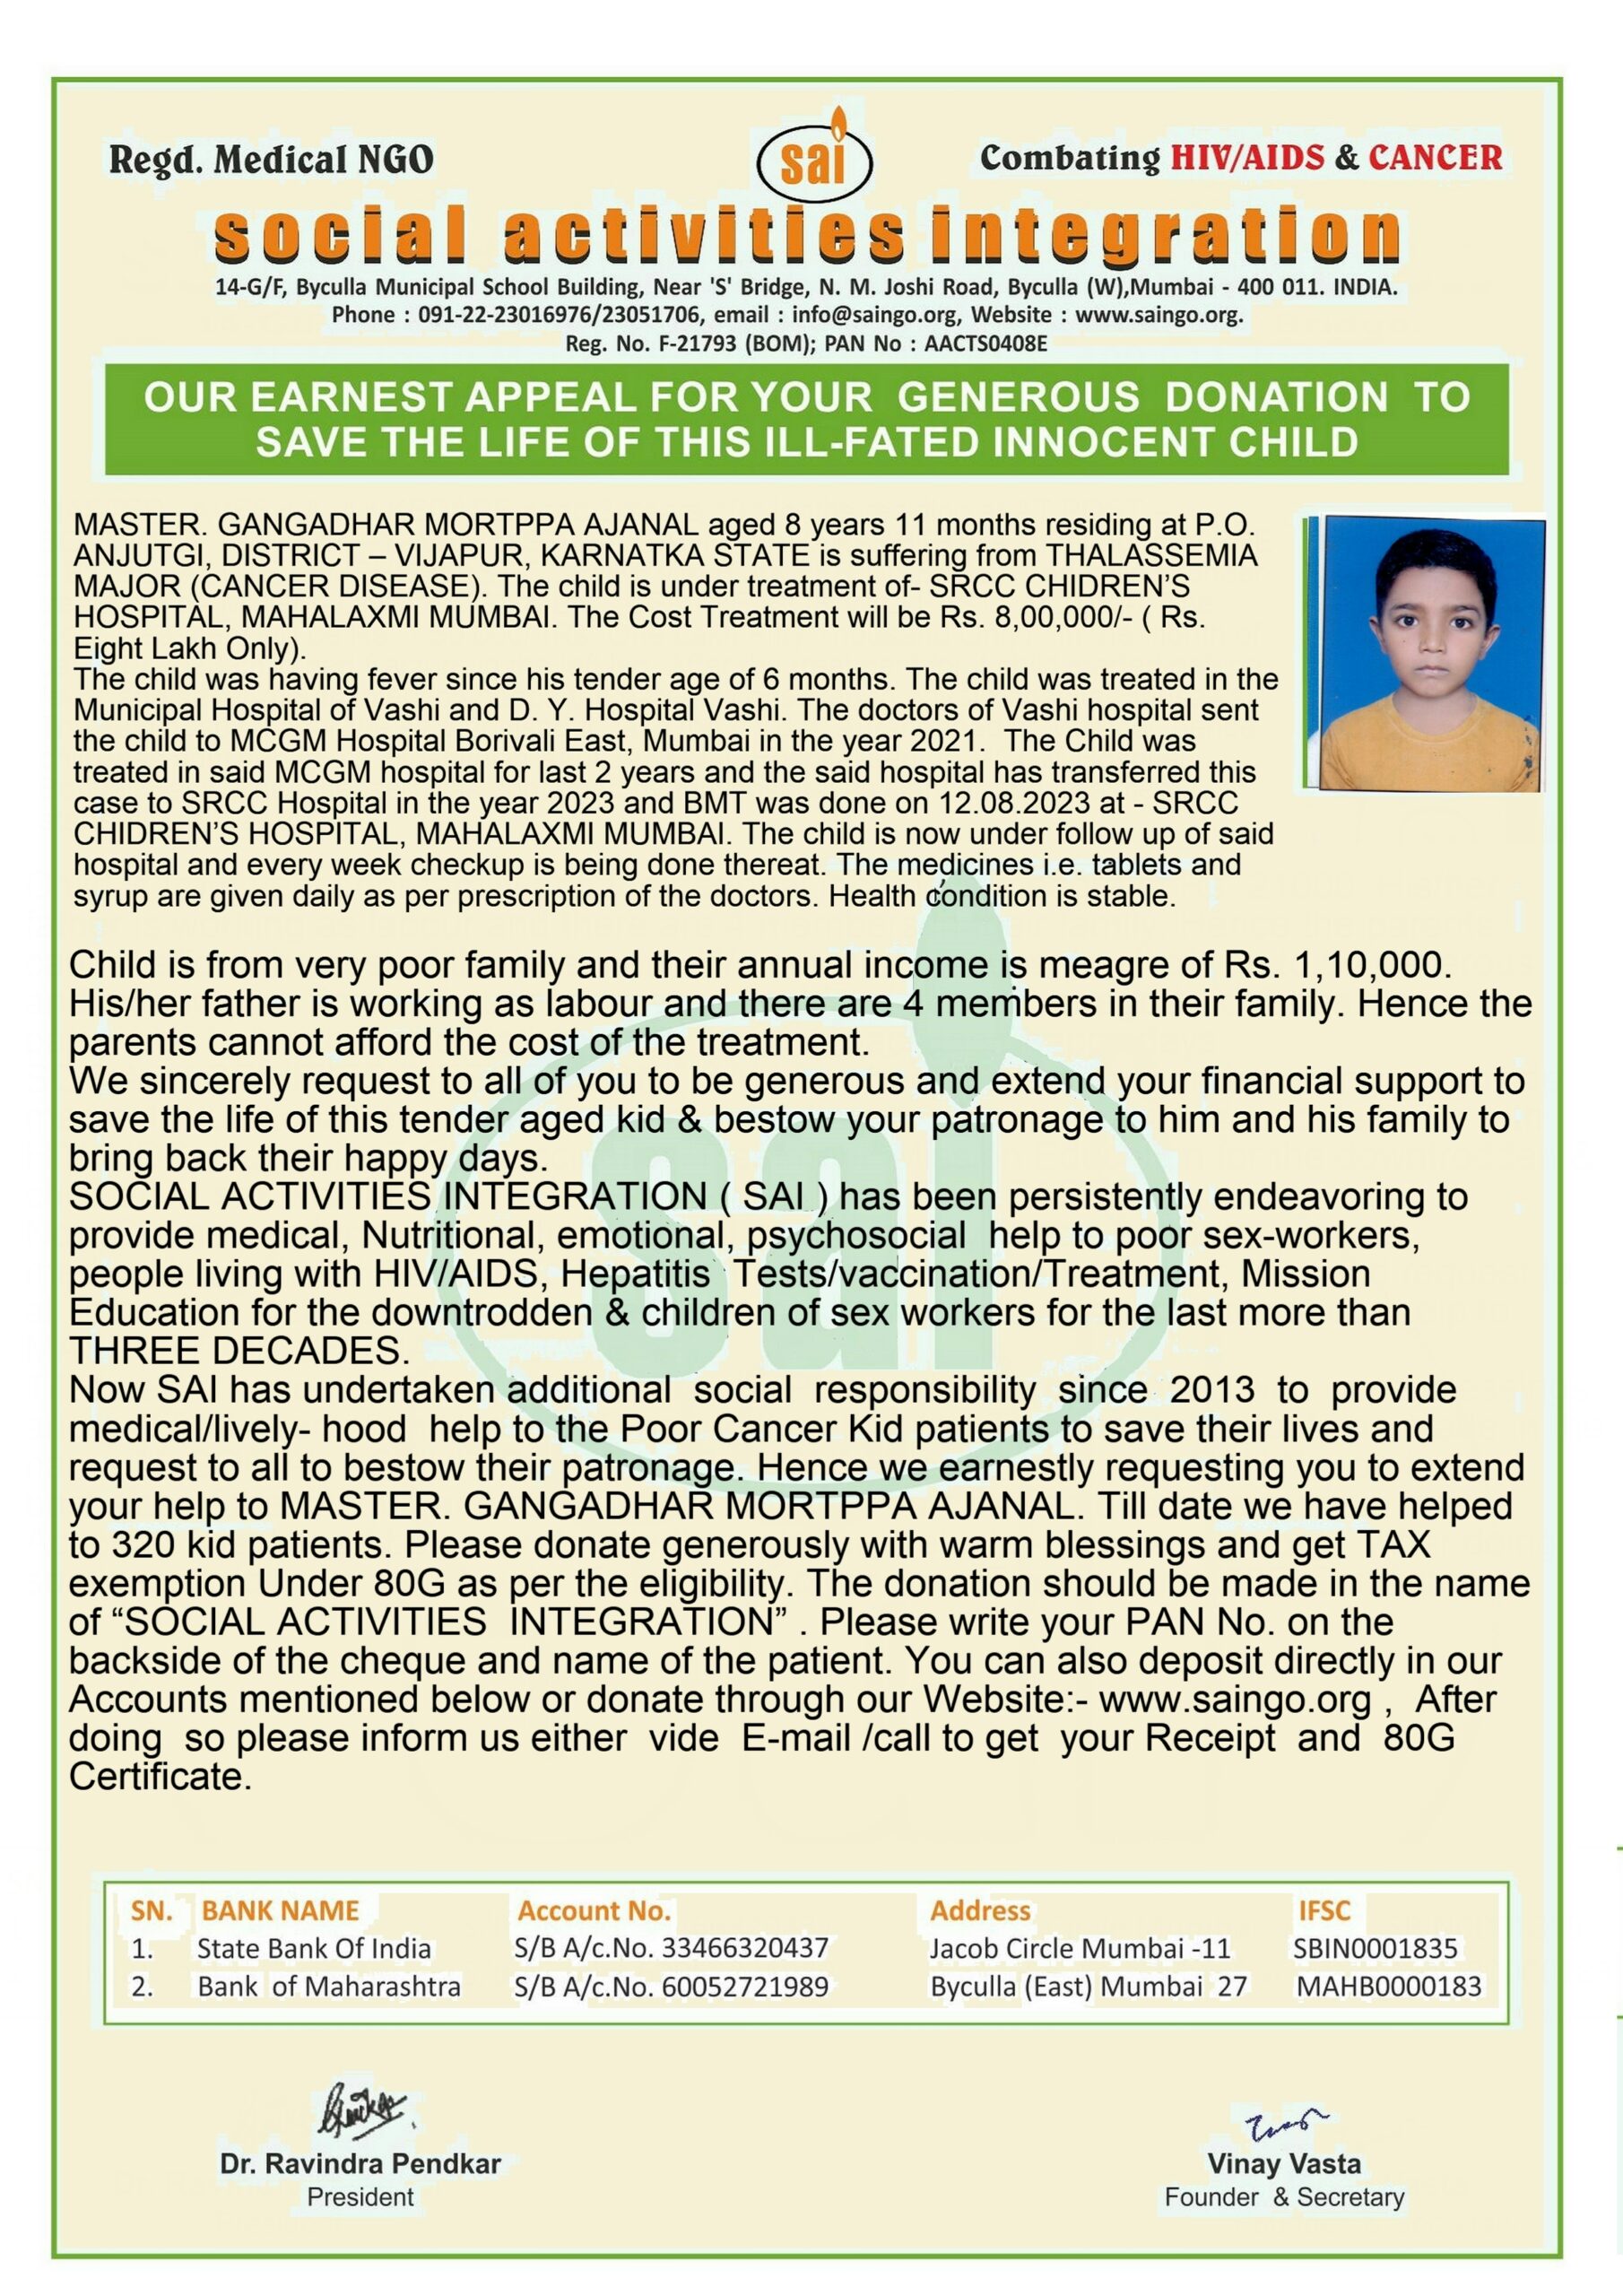 Regd. Medical NGO
sai
Combating HIV/AIDS & CANCER
social activities integration
14-G/F, Byculla Municipal School Building, Near 'S' Bridge, N. M. Joshi Road, Byculla (W),Mumbai - 400 011. INDIA.
Phone : 091-22-23016976/23051706, email : info@saingo.org, Website : www.saingo.org.
Reg. No. F-21793 (BOM); PAN No : AACTS0408E
OUR EARNEST APPEAL FOR YOUR GENEROUS DONATION TO
SAVE THE LIFE OF THIS ILL-FATED INNOCENT CHILD
MASTER. GANGADHAR MORTPPA AJANAL aged 8 years 11 months residing at P.O.
ANJUTGI, DISTRICT – VIJAPUR, KARNATKA STATE is suffering from THALASSEMIA
MAJOR (CANCER DISEASE). The child is under treatment of- SRCC CHIDREN'S
HOSPITAL, MAHALAXMI MUMBAI. The Cost Treatment will be Rs. 8,00,000/- ( Rs.
Eight Lakh Only).
The child was having fever since his tender age of 6 months. The child was treated in the
Municipal Hospital of Vashi and D. Y. Hospital Vashi. The doctors of Vashi hospital sent
the child to MCGM Hospital Borivali East, Mumbai in the year 2021. The Child was
treated in said MCGM hospital for last 2 years and the said hospital has transferred this
case to SRCC Hospital in the year 2023 and BMT was done on 12.08.2023 at - SRCC
CHIDREN'S HOSPITAL, MAHALAXMI MUMBAI. The child is now under follow up of said
hospital and every week checkup is being done thereat. The medicines i.e. tablets and
syrup are given daily as per prescription of the doctors. Health condition is stable.
Child is from very poor family and their annual income is meagre of Rs. 1,10,000.
His/her father is working as labour and there are 4 members in their family. Hence the
parents cannot afford the cost of the treatment.
We sincerely request to all of you to be generous and extend your financial support to
save the life of this tender aged kid & bestow your patronage to him and his family to
bring back their happy days.
SOCIAL ACTIVITIES INTEGRATION ( SAI ) has been persistently endeavoring to
provide medical, Nutritional, emotional, psychosocial help to poor sex-workers,
people living with HIV/AIDS, Hepatitis Tests/vaccination/Treatment, Mission
Education for the downtrodden & children of sex workers for the last more than
THREE DECADES.
Now SAI has undertaken additional social responsibility since 2013 to provide
medical/lively- hood help to the Poor Cancer Kid patients to save their lives and
request to all to bestow their patronage. Hence we earnestly requesting you to extend
your help to MASTER. GANGADHAR MORTPPA AJANAL. Till date we have helped
to 320 kid patients. Please donate generously with warm blessings and get TAX
exemption Under 80G as per the eligibility. The donation should be made in the name
of “SOCIAL ACTIVITIES INTEGRATION” . Please write your PAN No. on the
backside of the cheque and name of the patient. You can also deposit directly in our
Accounts mentioned below or donate through our Website:- www.saingo.org , After
doing so please inform us either vide E-mail /call to get your Receipt and 80G
Certificate.
sai
SN. BANK NAME Account No. Address IFSC
1. State Bank Of India S/B A/c.No. 33466320437 Jacob Circle Mumbai -11 SBIN0001835
2. Bank of Maharashtra S/B A/c.No. 60052721989 Byculla (East) Mumbai 27 MAHB0000183
Dr. Ravindra Pendkar
President
Vinay Vasta
Founder & Secretary